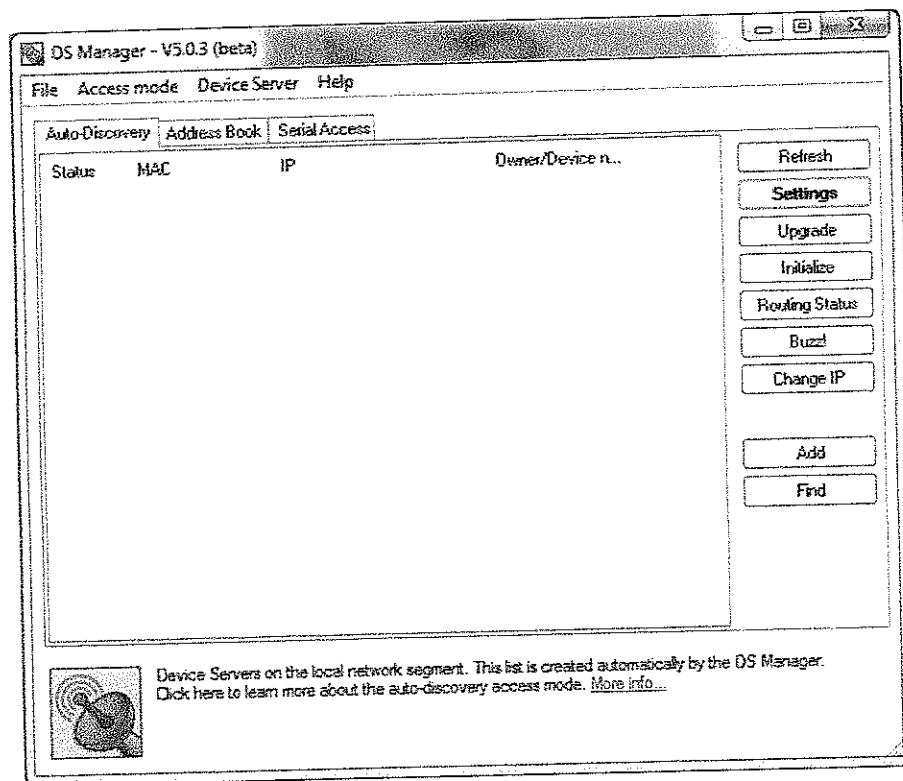 DS Manager - V5.0.3 (beta)
File Access mode Device Server Help
Auto-Discovery Address Book Serial Access
Status MAC IP Owner/Device n...
Refresh
Settings
Upgrade
Initialize
Routing Status
Buzz!
Change IP
Add
Find
Device Servers on the local network segment. This list is created automatically by the DS Manager.
Click here to learn more about the auto-discovery access mode. More info...